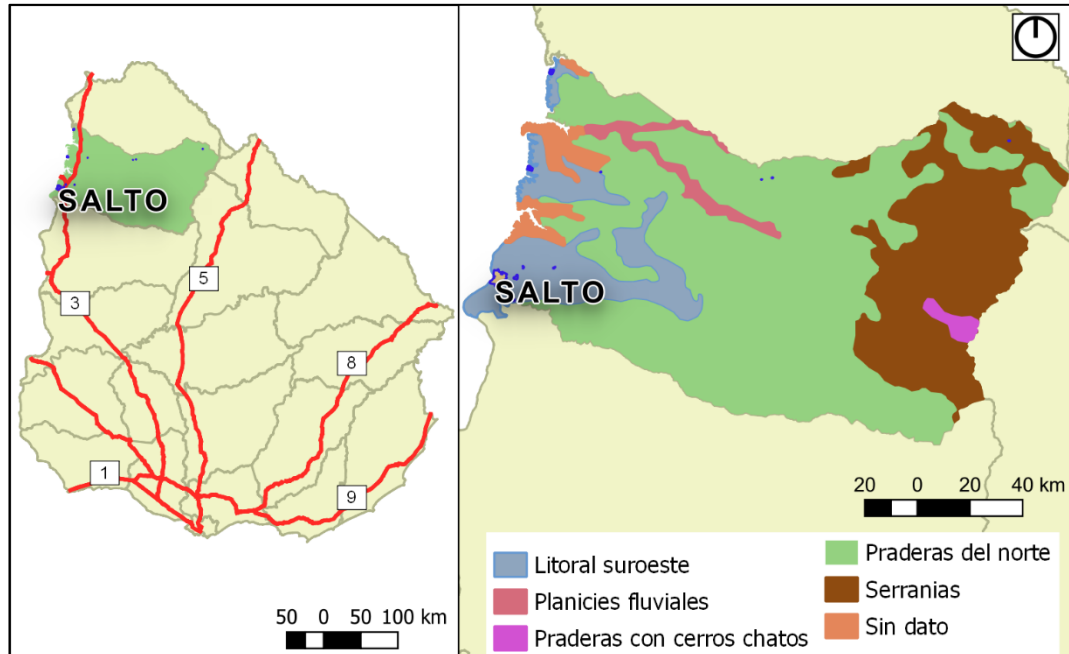 SALTO
3
5
8
1
9
50 0 50 100 km
SALTO
20 0 20 40 km
Litoral suroeste
Planicies fluviales
Praderas con cerros chatos
Praderas del norte
Serranias
Sin dato